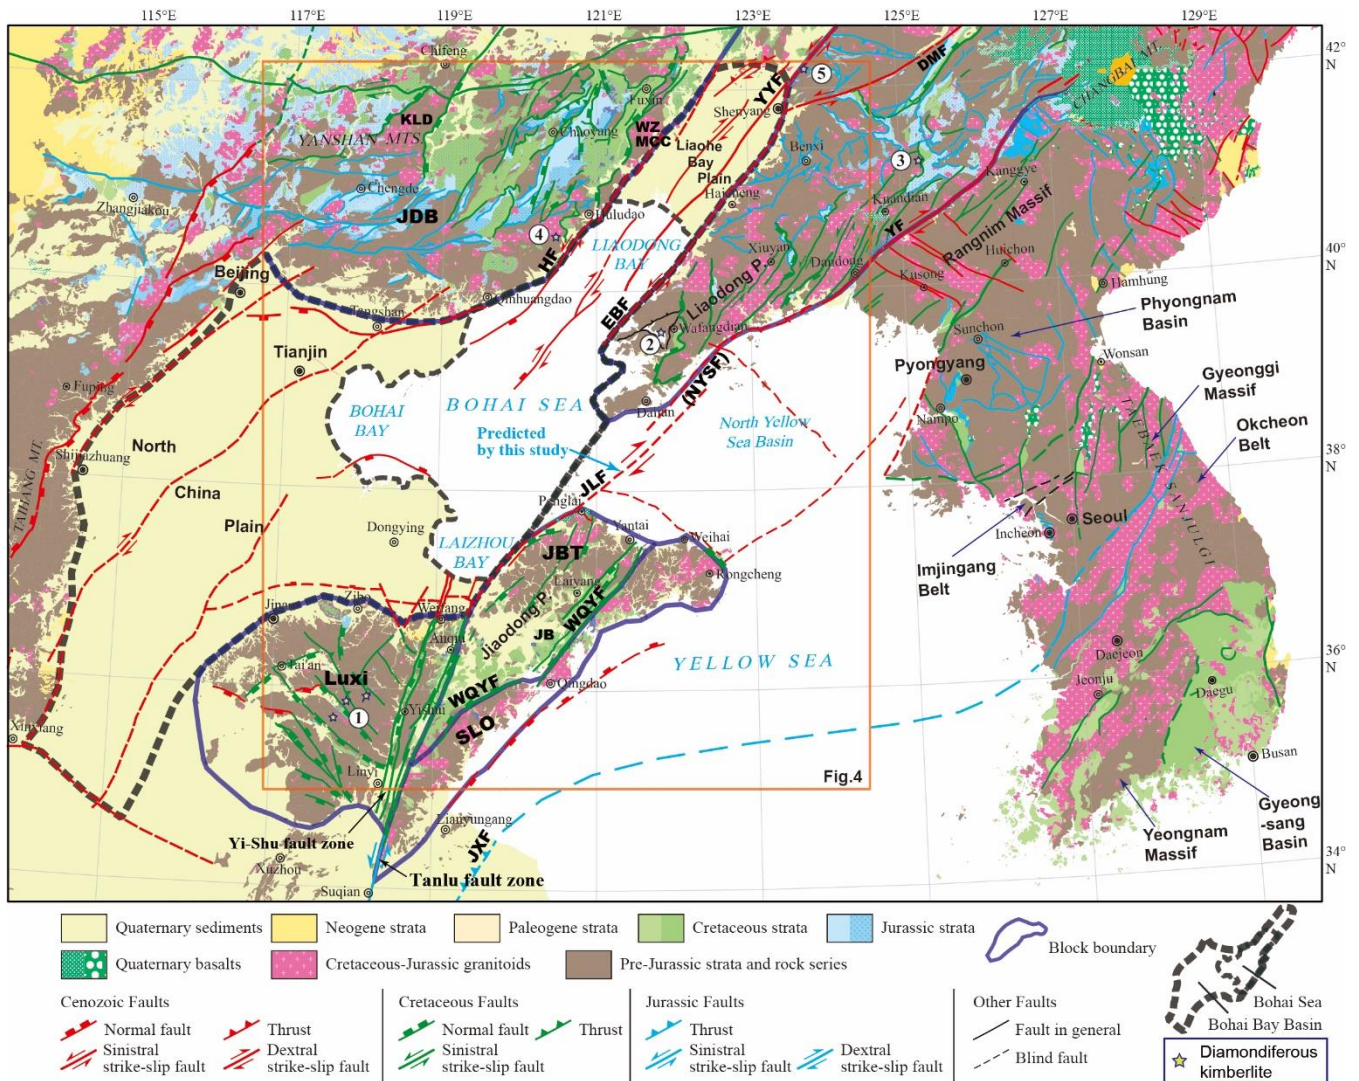 115°E 117°E 119°E 121°E 123°E 125°E 127°E 129°E
42°
N
40°
N
38°
N
36°
N
34°
N
Chifeng
Fuxin
Chaoyang
KLD
YANSHAN MTS.
WZ
MCC
Chengde
Zhangjiakou
JDB
Huludao
4
HF
Beijing
Qinhuangdao
Tangshan
Tianjin
Fuping
TAIHANG MT.
Shijiazhuang
North
China
Plain
Shenyang
YYF
5
DMF
CHANGBAI MT.
Liaohe
Bay
Plain
Benxi
3
Haicheng
Kuandian
Kanggye
Rangnim Massif
YF
Huichon
Kusong
Hamhung
LIAODONG
BAY
Xiuyan
Dandong
Liaodong P.
EBF
Wafangdian
2
Dalian
(NYSF)
BOHAI SEA
BOHAI
BAY
Predicted
by this study
North Yellow
Sea Basin
JLF
Phyongnam
Basin
Sunchon
Wonsan
Pyongyang
Nampo
Gyeonggi
Massif
Okcheon
Belt
TAEBAEK SANJULGI
Seoul
Incheon
Imjingang
Belt
Dongying
LAIZHOU
BAY
Penglai
Yantai
Weihai
JBT
Laiyang
Rongcheng
Jiaodong P.
WQYF
JB
Jinan
Zibo
Weifang
Anqiu
Tai'an
Luxi
1
Yishui
WQYF
Qingdao
SLO
YELLOW SEA
Xinxiang
Linyi
Fig.4
Lianyungang
JXF
Yi-Shu fault zone
Xuzhou
Tanlu fault zone
Suqian
Daejeon
Jeonju
Daegu
Busan
Yeongnam
Massif
Gyeong
-sang
Basin
Quaternary sediments
Neogene strata
Paleogene strata
Cretaceous strata
Jurassic strata
Block boundary
Quaternary basalts
Cretaceous-Jurassic granitoids
Pre-Jurassic strata and rock series
Cenozoic Faults
Normal fault
Thrust
Sinistral
strike-slip fault
Dextral
strike-slip fault
Cretaceous Faults
Normal fault
Thrust
Sinistral
strike-slip fault
Jurassic Faults
Thrust
Sinistral
strike-slip fault
Dextral
strike-slip fault
Other Faults
Fault in general
Blind fault
Bohai Sea
Bohai Bay Basin
Diamondiferous
kimberlite